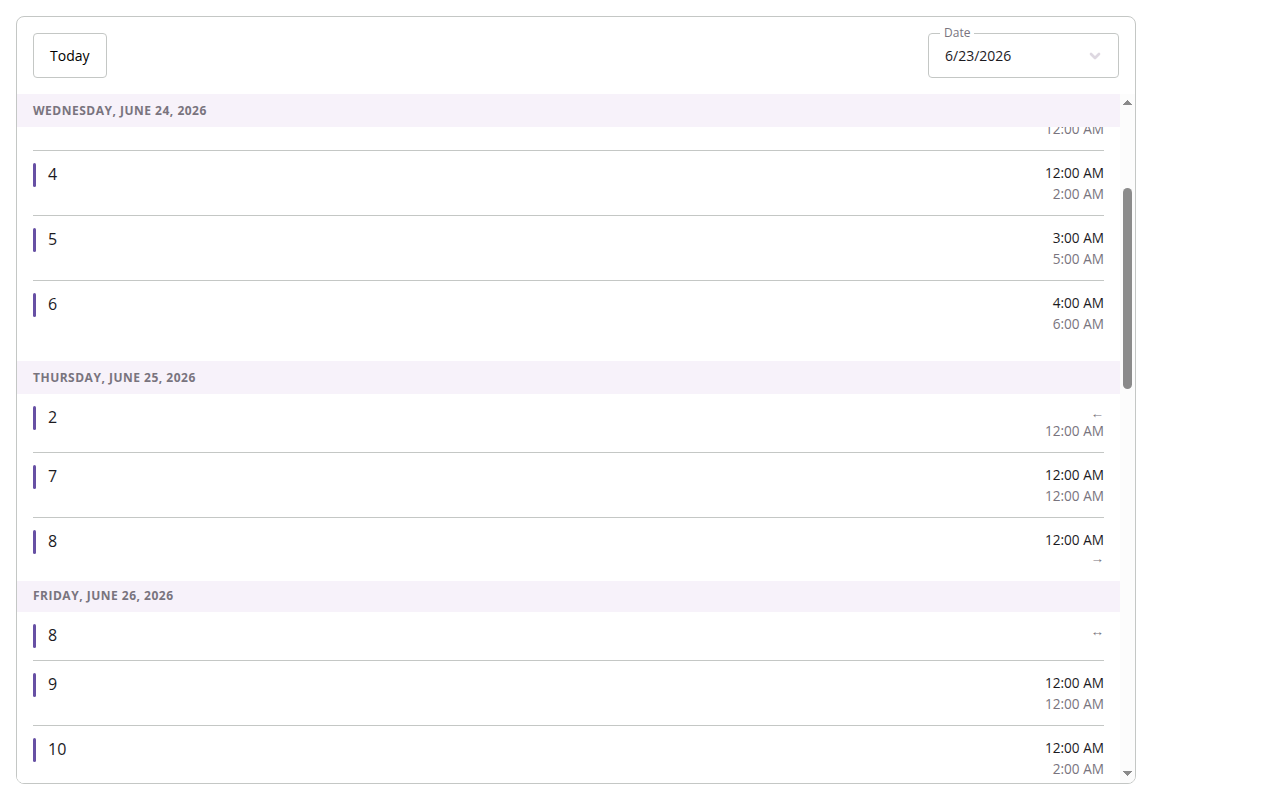 Today
Date
6/23/2026
WEDNESDAY, JUNE 24, 2026
12:00 AM
4
12:00 AM
2:00 AM
5
3:00 AM
5:00 AM
6
4:00 AM
6:00 AM
THURSDAY, JUNE 25, 2026
2
←
12:00 AM
7
12:00 AM
12:00 AM
8
12:00 AM
→
FRIDAY, JUNE 26, 2026
8
↔
9
12:00 AM
12:00 AM
10
12:00 AM
2:00 AM